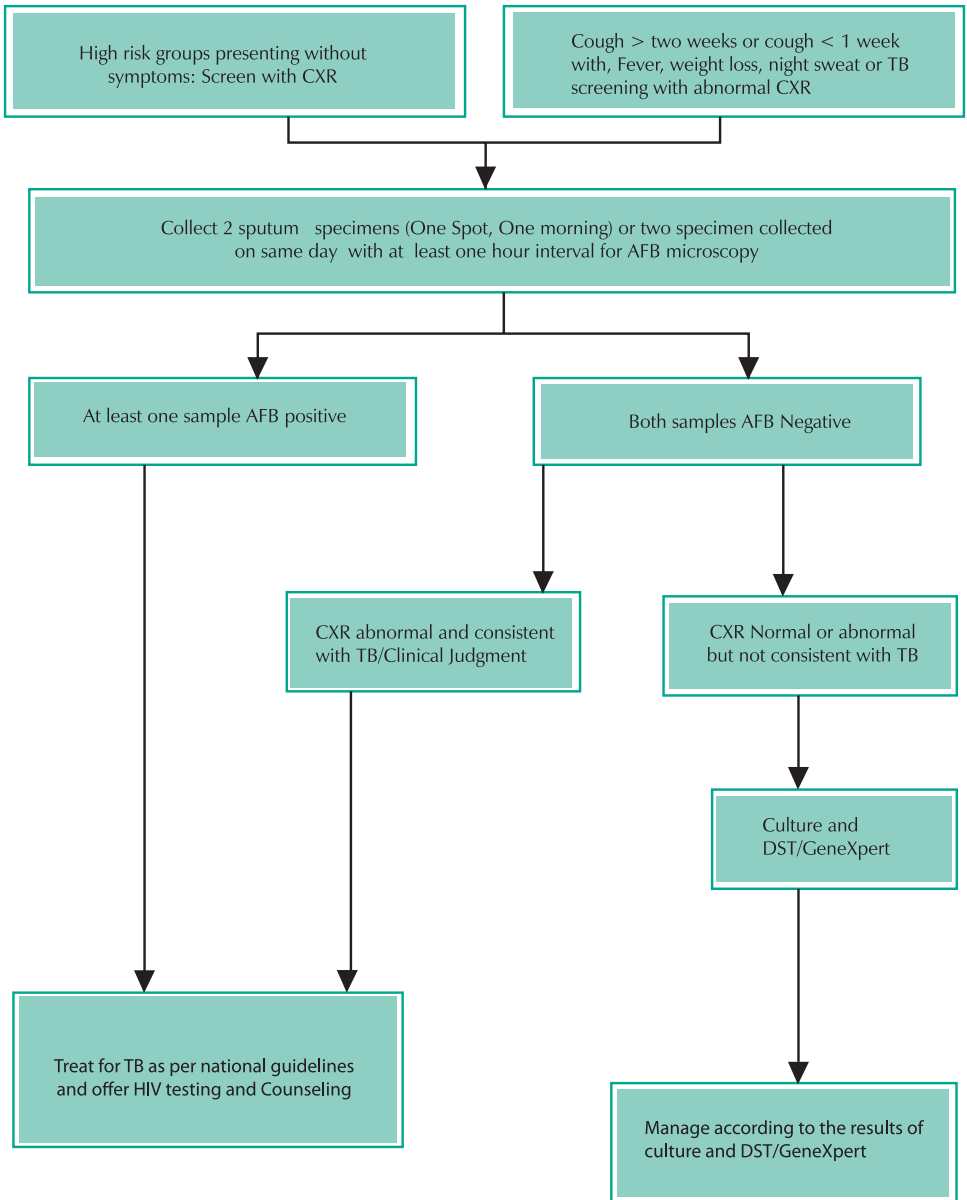 High risk groups presenting without
symptoms: Screen with CXR
Cough > two weeks or cough < 1 week
with, Fever, weight loss, night sweat or TB
screening with abnormal CXR
Collect 2 sputum specimens (One Spot, One morning) or two specimen collected
on same day with at least one hour interval for AFB microscopy
At least one sample AFB positive
Both samples AFB Negative
CXR abnormal and consistent
with TB/Clinical Judgment
CXR Normal or abnormal
but not consistent with TB
Culture and
DST/GeneXpert
Treat for TB as per national guidelines
and offer HIV testing and Counseling
Manage according to the results of
culture and DST/GeneXpert